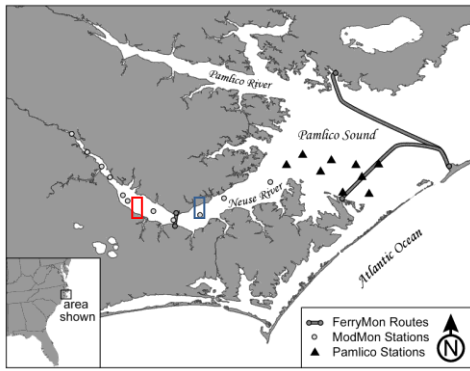 Pamlico River
Pamlico Sound
Neuse River
Atlantic Ocean
area
shown
FerryMon Routes
ModMon Stations
Pamlico Stations
N